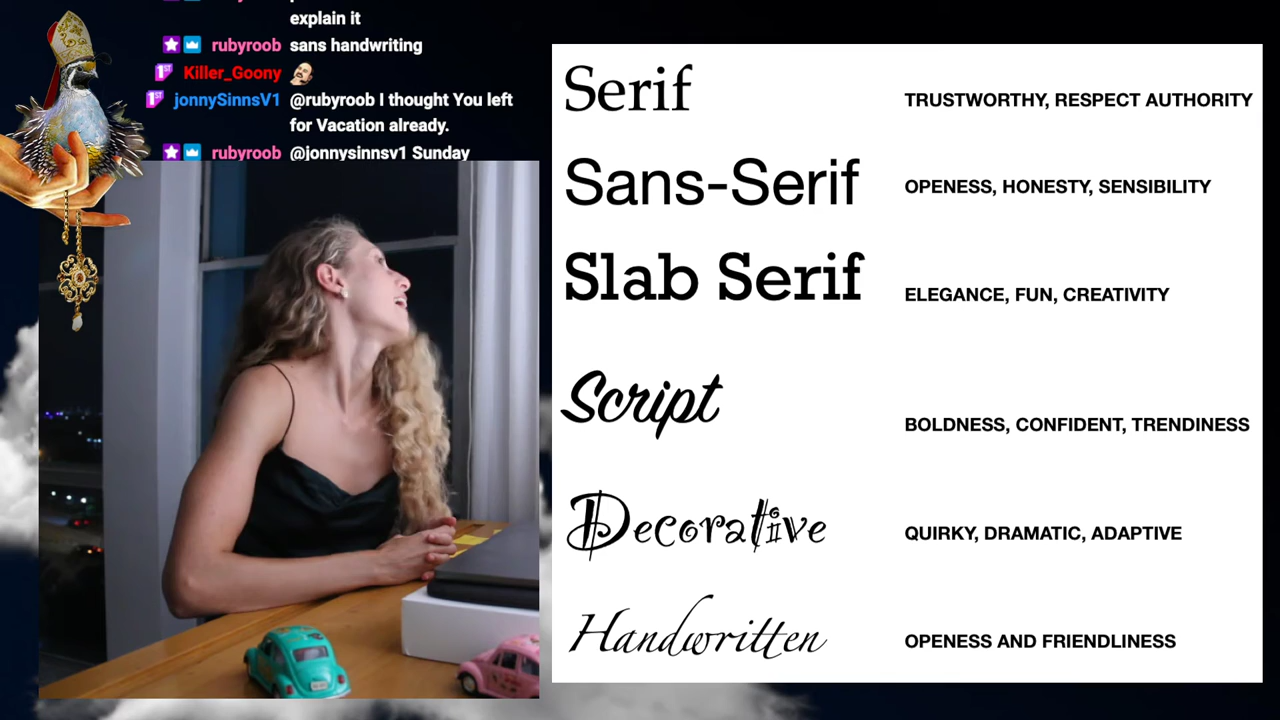 explain it
rubyroob sans handwriting
1ST Killer_Goony
1ST jonnySinnsV1 @rubyroob I thought You left
for Vacation already.
rubyroob @jonnysinnsv1 Sunday
Serif TRUSTWORTHY, RESPECT AUTHORITY
Sans-Serif OPENESS, HONESTY, SENSIBILITY
Slab Serif ELEGANCE, FUN, CREATIVITY
Script BOLDNESS, CONFIDENT, TRENDINESS
Decorative QUIRKY, DRAMATIC, ADAPTIVE
Handwritten OPENESS AND FRIENDLINESS